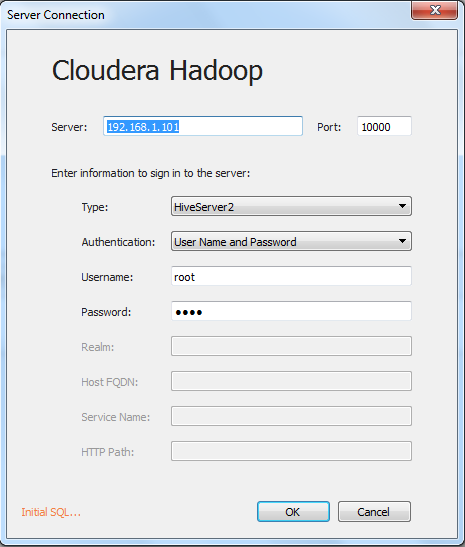 Server Connection
Cloudera Hadoop
Server: 192.168.1.101 Port: 10000
Enter information to sign in to the server:
Type: HiveServer2
Authentication: User Name and Password
Username: root
Password: ●●●●
Realm:
Host FQDN:
Service Name:
HTTP Path:
Initial SQL... OK Cancel